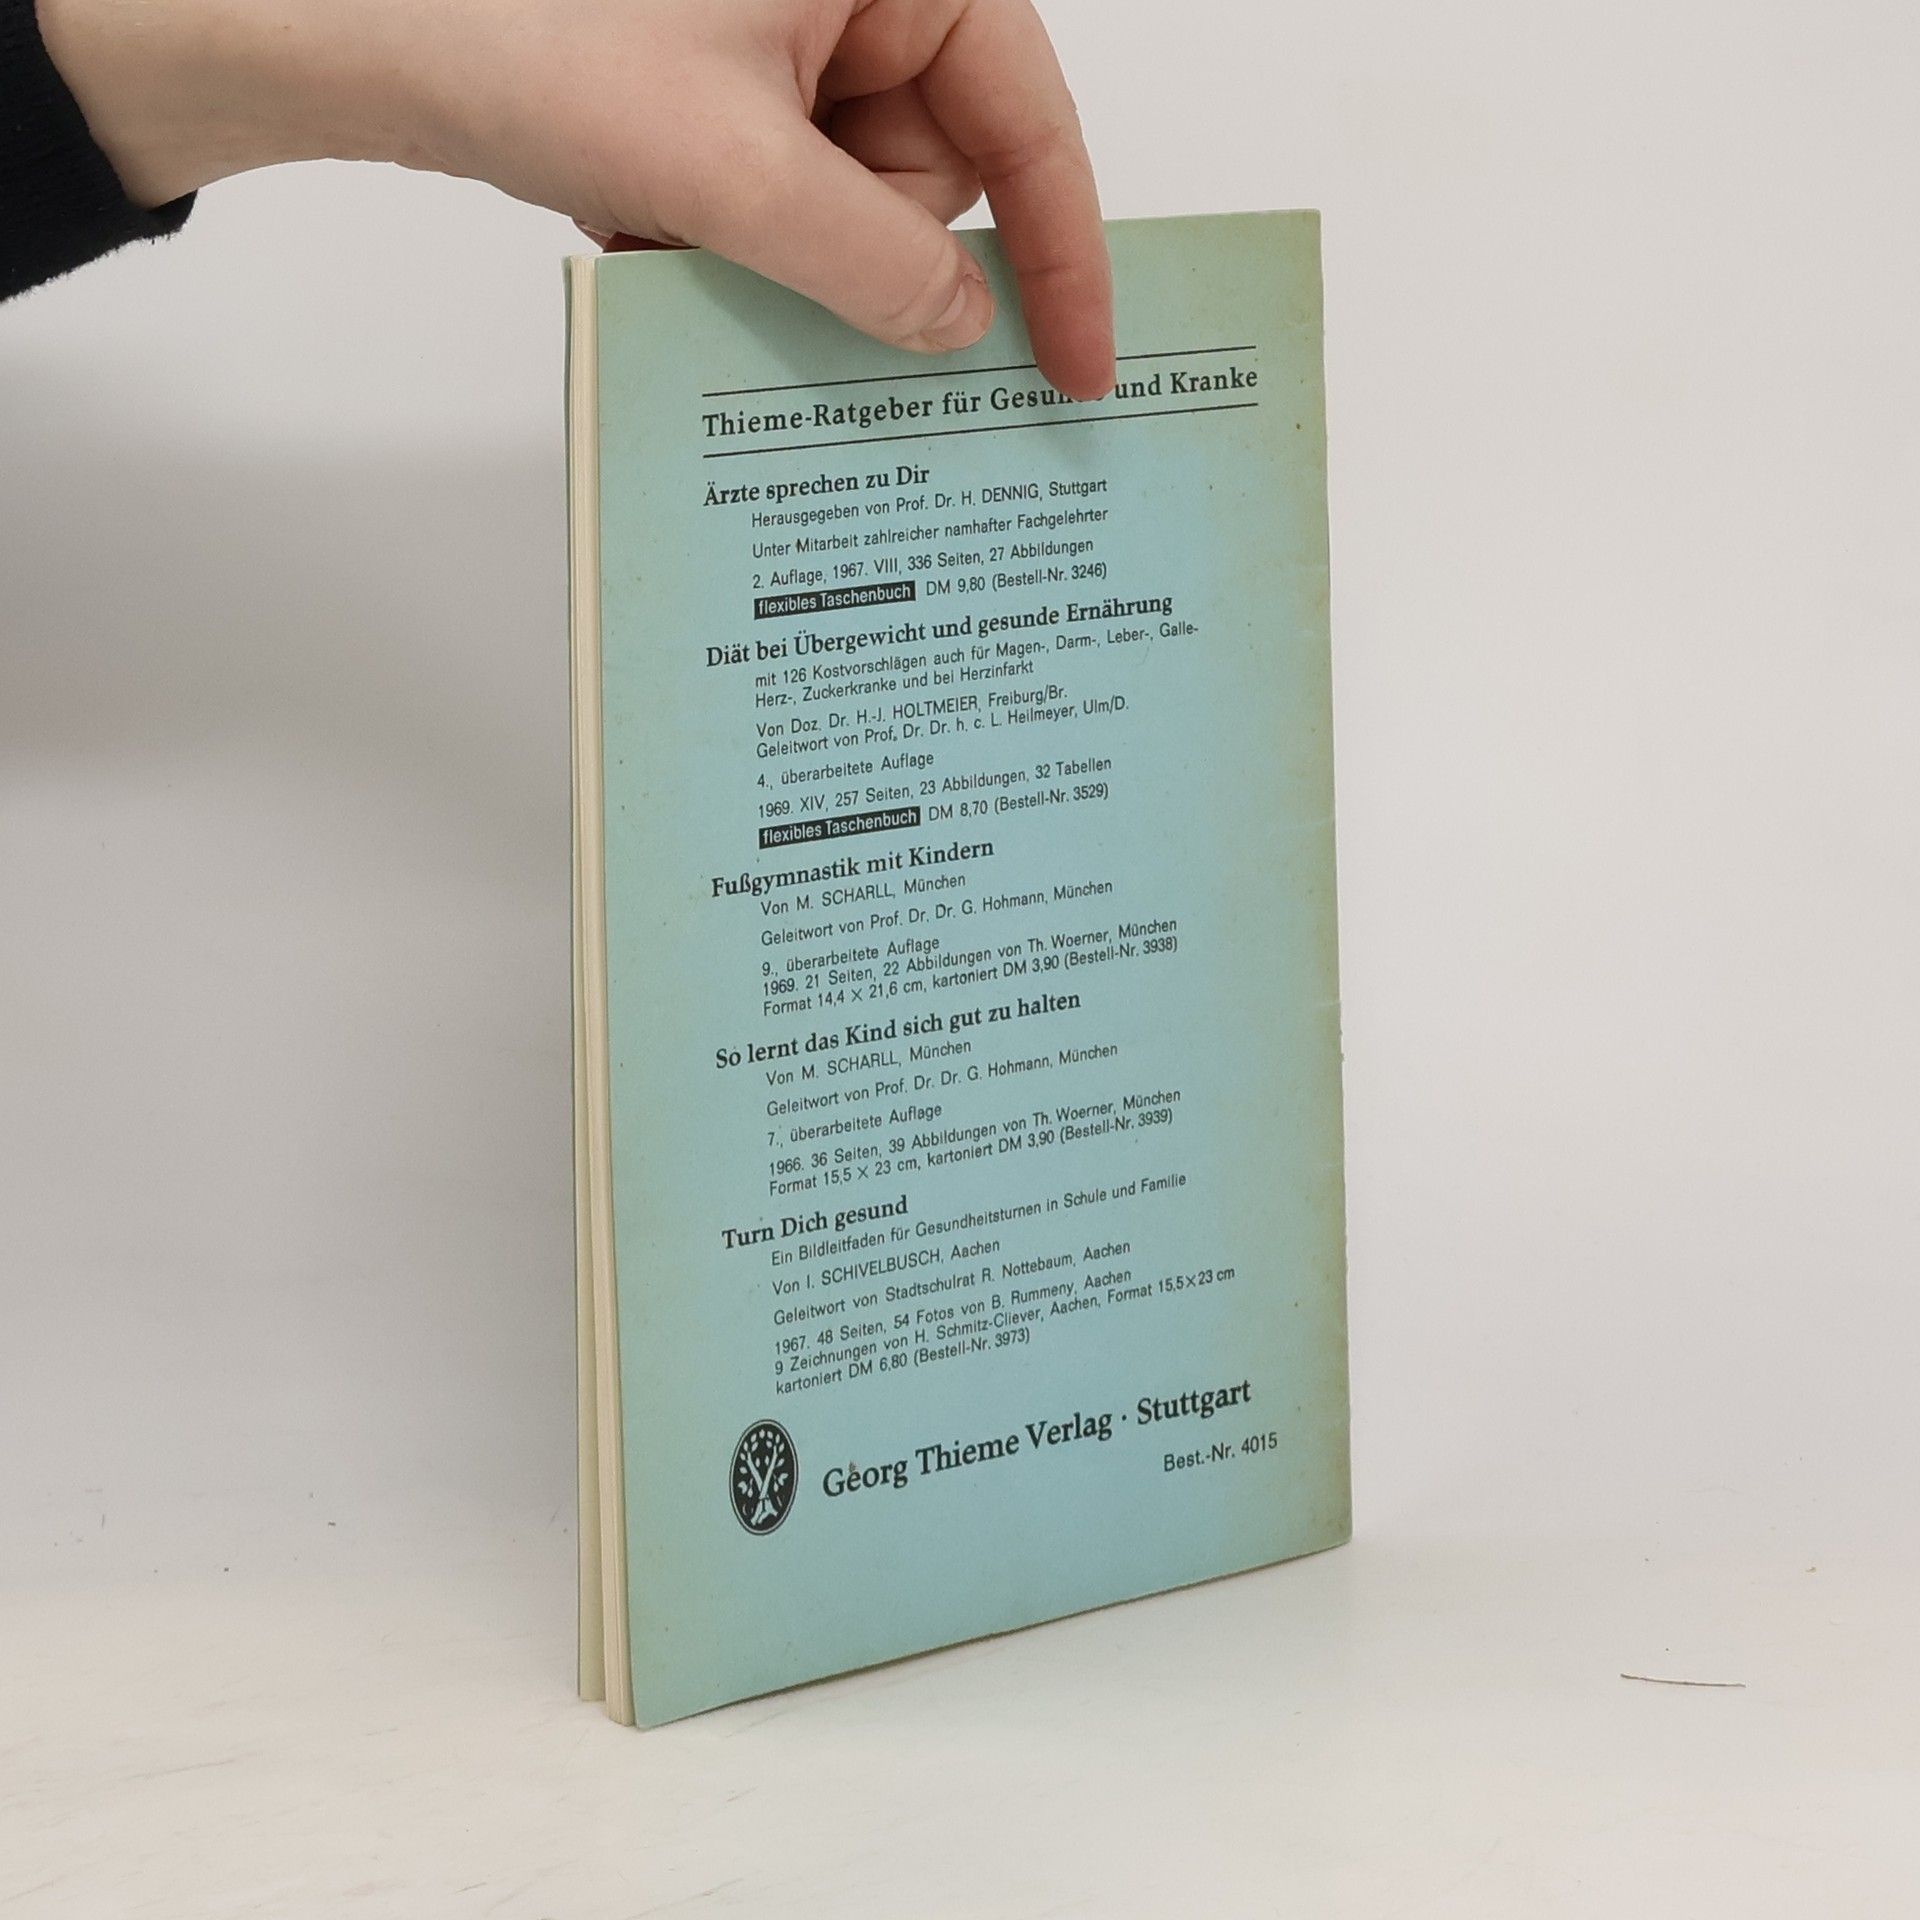 Thieme-Ratgeber für und Kranke
Ärzte sprechen zu Dir
Herausgegeben von Prof. Dr. H. DENNIG, Stuttgart
Unter Mitarbeit zahlreicher namhafter Fachgelehrter
2. Auflage, 1967. VIII, 336 Seiten, 27 Abbildungen
flexibles Taschenbuch DM 9,80 (Bestell-Nr. 3246)
Diät bei Übergewicht und gesunde Ernährung
mit 126 Kostvorschlägen auch für Magen-, Darm-, Leber-, Galle-
Herz-, Zuckerkranke und bei Herzinfarkt
Von Doz. Dr. H.-J. HOLTMEIER, Freiburg/Br.
Geleitwort von Prof. Dr. Dr. h. c. L. Heilmeyer, Ulm/D.
4., überarbeitete Auflage
1969. XIV, 257 Seiten, 23 Abbildungen, 32 Tabellen
flexibles Taschenbuch DM 8,70 (Bestell-Nr. 3529)
Fußgymnastik mit Kindern
Von M. SCHARLL, München
Geleitwort von Prof. Dr. Dr. G. Hohmann, München
9., überarbeitete Auflage
1969. 21 Seiten, 22 Abbildungen von Th. Woerner, München
Format 14,4 × 21,6 cm, kartoniert DM 3,90 (Bestell-Nr. 3938)
So lernt das Kind sich gut zu halten
Von M. SCHARLL, München
Geleitwort von Prof. Dr. Dr. G. Hohmann, München
7., überarbeitete Auflage
1966. 36 Seiten, 39 Abbildungen von Th. Woerner, München
Format 15,5 × 23 cm, kartoniert DM 3,90 (Bestell-Nr. 3939)
Turn Dich gesund
Ein Bildleitfaden für Gesundheitsturnen in Schule und Familie
Von I. SCHIVELBUSCH, Aachen
Geleitwort von Stadtschulrat R. Nottebaum, Aachen
1967. 48 Seiten, 54 Fotos von B. Rummeny, Aachen
9 Zeichnungen von H. Schmitz-Cliever, Aachen, Format 15,5×23 cm
kartoniert DM 6,80 (Bestell-Nr. 3973)
Georg Thieme Verlag · Stuttgart
Best.-Nr. 4015